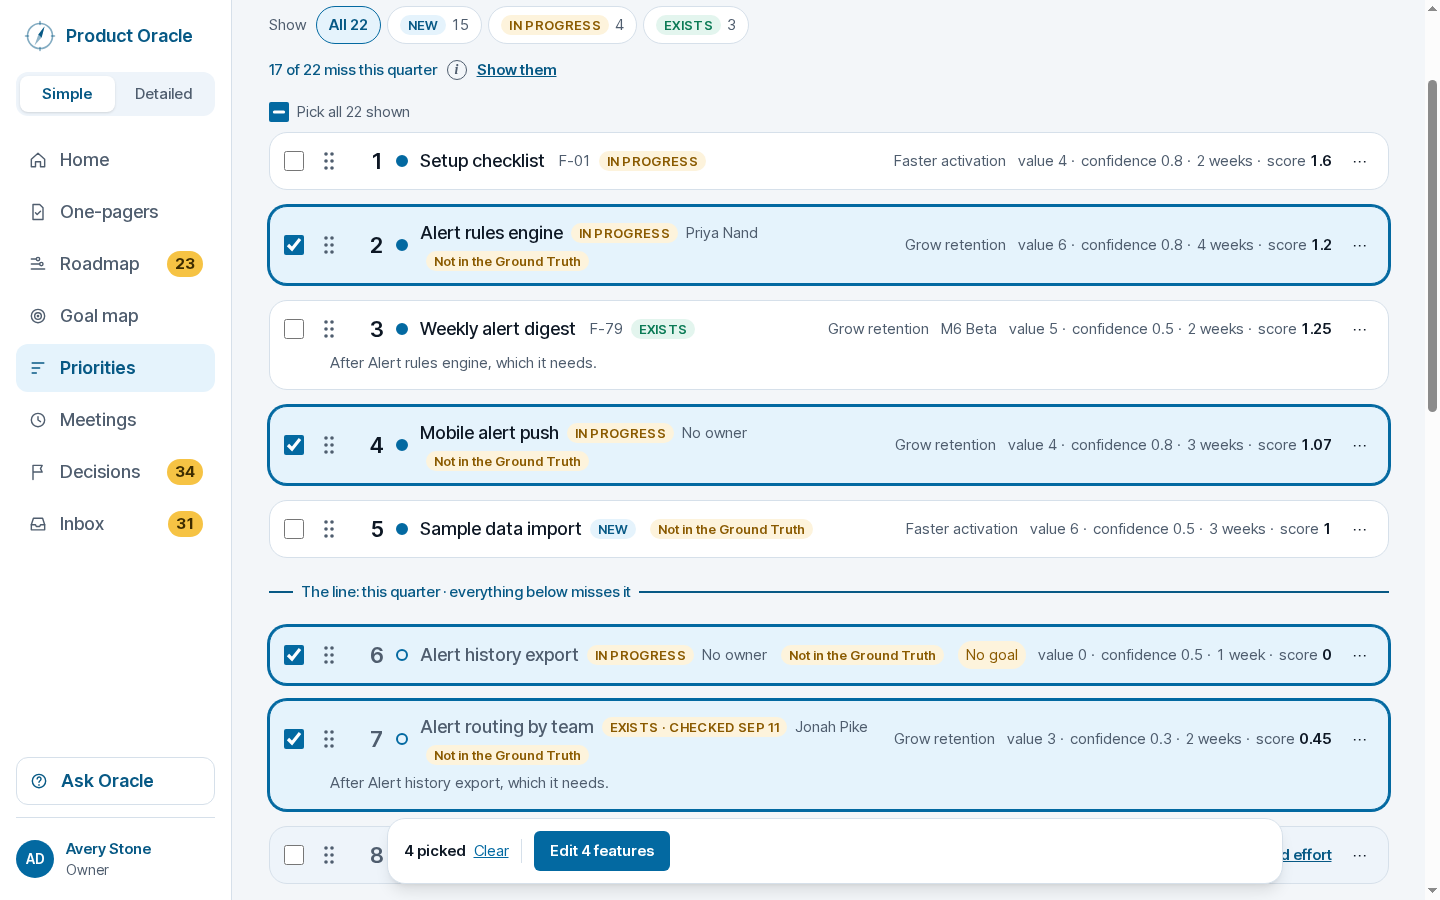 Product Oracle
Simple
Detailed
Home
One-pagers
Roadmap 23
Goal map
Priorities
Meetings
Decisions 34
Inbox 31
Ask Oracle
AD
Avery Stone
Owner
Show All 22 NEW 15 IN PROGRESS 4 EXISTS 3
17 of 22 miss this quarter i Show them
Pick all 22 shown
1 Setup checklist F-01 IN PROGRESS Faster activation value 4 · confidence 0.8 · 2 weeks · score 1.6 ···
2 Alert rules engine IN PROGRESS Priya Nand
Not in the Ground Truth
Grow retention value 6 · confidence 0.8 · 4 weeks · score 1.2 ···
3 Weekly alert digest F-79 EXISTS Grow retention M6 Beta value 5 · confidence 0.5 · 2 weeks · score 1.25 ···
After Alert rules engine, which it needs.
4 Mobile alert push IN PROGRESS No owner
Not in the Ground Truth
Grow retention value 4 · confidence 0.8 · 3 weeks · score 1.07 ···
5 Sample data import NEW Not in the Ground Truth Faster activation value 6 · confidence 0.5 · 3 weeks · score 1 ···
The line: this quarter · everything below misses it
6 Alert history export IN PROGRESS No owner Not in the Ground Truth No goal value 0 · confidence 0.5 · 1 week · score 0 ···
7 Alert routing by team EXISTS · CHECKED SEP 11 Jonah Pike
Not in the Ground Truth
Grow retention value 3 · confidence 0.3 · 2 weeks · score 0.45 ···
After Alert history export, which it needs.
8 effort ···
4 picked Clear Edit 4 features